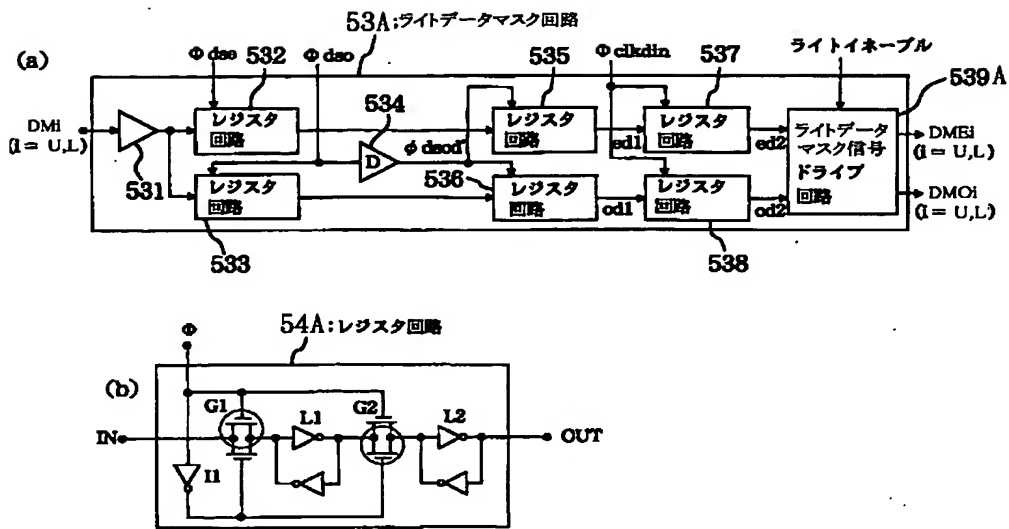 53A;ライトデータマスク回路
(a)
Φ dse
532
Φ dso
535
Φ clkdin
537
ライトイネーブル
539A
534
DMi
(I= U,L)
レジスタ
回路
D
ϕ dsod
レジスタ
回路
ed1
レジスタ
回路
ed2
ライトデータ
マスク信号
ドライブ
回路
DMEi
(I= U,L)
531
レジスタ
回路
536
レジスタ
回路
od1
レジスタ
回路
od2
DMOi
(I= U,L)
533
538
54A;レジスタ回路
Φ
(b)
G1
L1
G2
L2
IN
OUT
I1